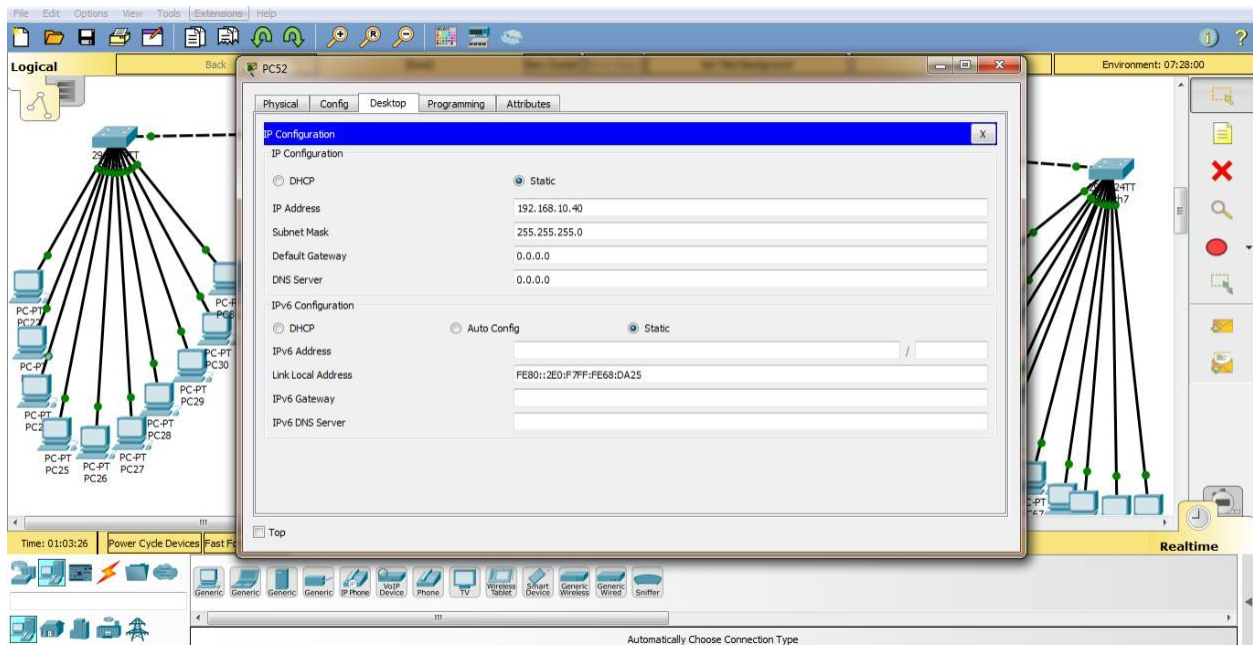 File Edit Options View Tools Extensions Help
Logical
Back
PC52
Environment: 07:28:00
Physical Config Desktop Programming Attributes
IP Configuration
X
IP Configuration
DHCP
Static
IP Address
192.168.10.40
Subnet Mask
255.255.255.0
Default Gateway
0.0.0.0
DNS Server
0.0.0.0
IPv6 Configuration
DHCP
Auto Config
Static
IPv6 Address
/
Link Local Address
FE80::2E0:F7FF:FE68:DA25
IPv6 Gateway
IPv6 DNS Server
Top
PC-PT
PC30
PC-PT
PC29
PC-PT
PC28
PC-PT
PC27
PC-PT
PC26
PC-PT
PC25
Time: 01:03:26
Power Cycle Devices
Realtime
Generic Generic Generic Generic IP Phone VoIP Device Phone TV Wireless Tablet Smart Device Generic Wireless Generic Wired Sniffer
Automatically Choose Connection Type